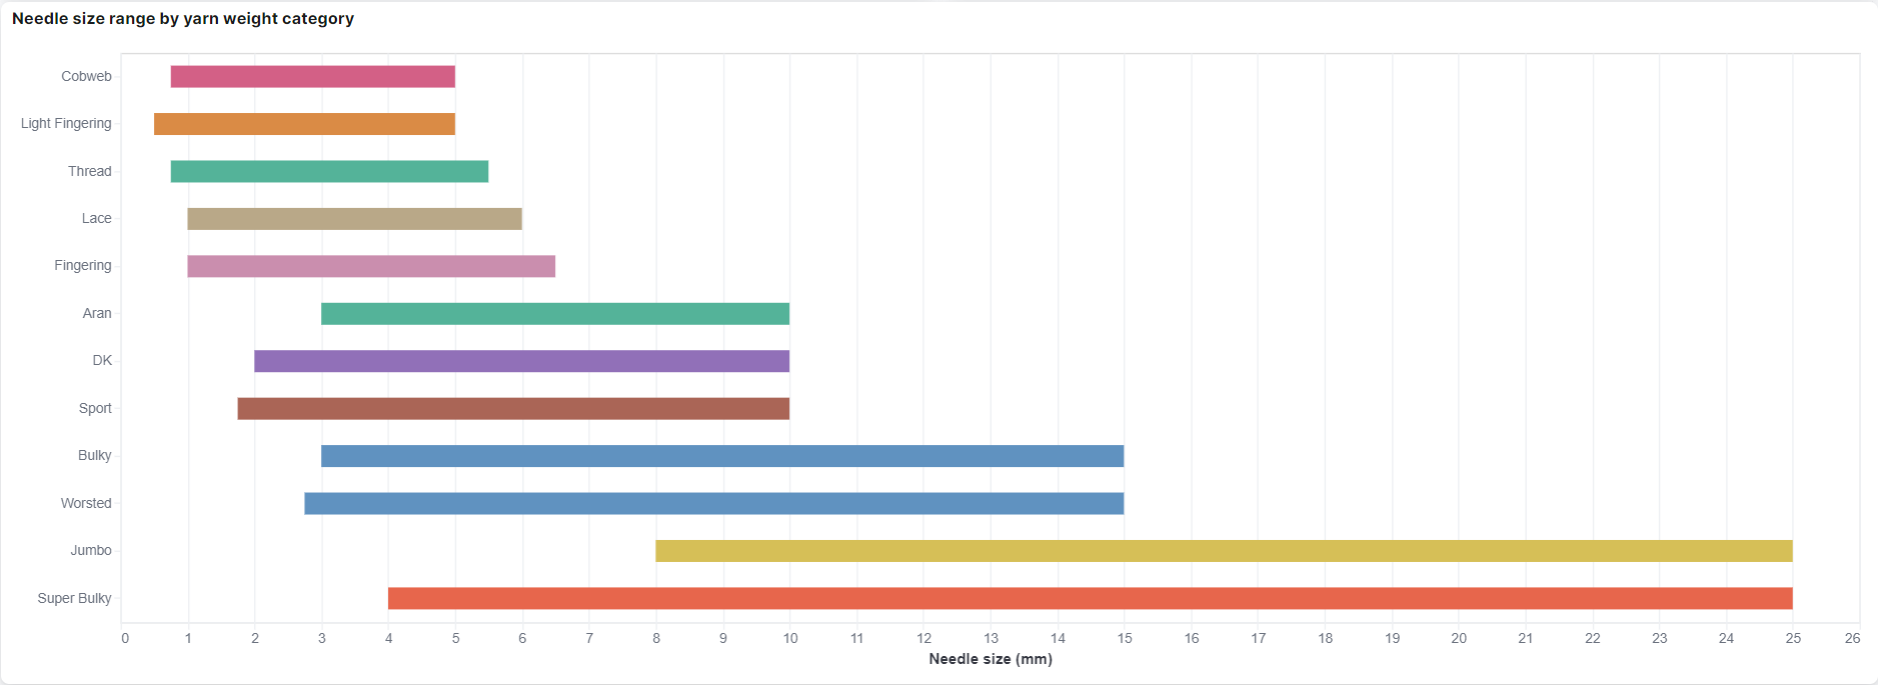 Needle size range by yarn weight category
Cobweb
Light Fingering
Thread
Lace
Fingering
Aran
DK
Sport
Bulky
Worsted
Jumbo
Super Bulky
0 1 2 3 4 5 6 7 8 9 10 11 12 13 14 15 16 17 18 19 20 21 22 23 24 25 26
Needle size (mm)